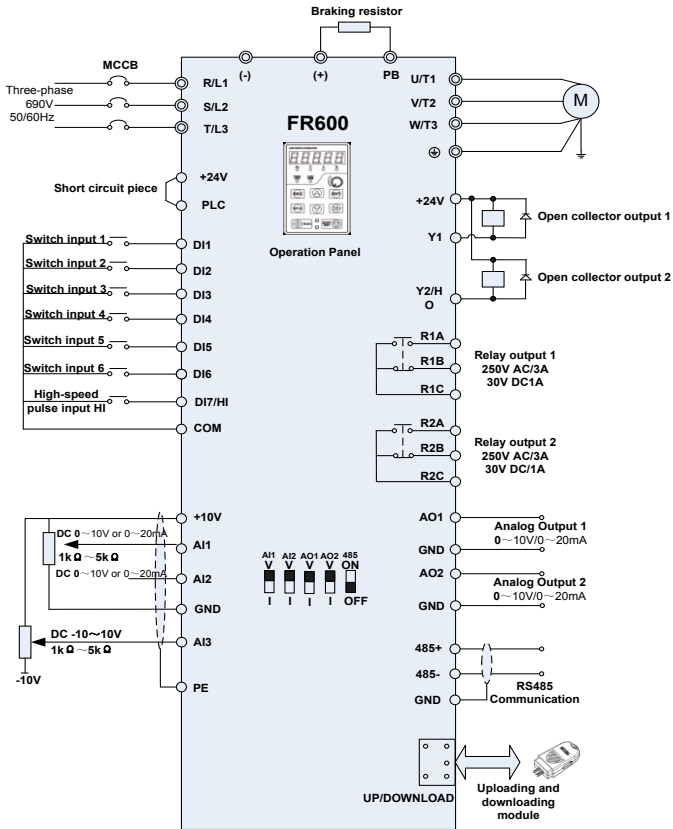 Braking resistor
MCCB
(-)
(+)
PB
Three-phase
690V
50/60Hz
R/L1
S/L2
T/L3
U/T1
V/T2
W/T3
M
FR600
Operation Panel
Short circuit piece
+24V
PLC
Switch input 1
DI1
Switch input 2
DI2
Switch input 3
DI3
Switch input 4
DI4
Switch input 5
DI5
Switch input 6
DI6
High-speed
pulse input HI
DI7/HI
COM
+24V
Y1
Open collector output 1
Y2/H
O
Open collector output 2
R1A
R1B
R1C
Relay output 1
250V AC/3A
30V DC1A
R2A
R2B
R2C
Relay output 2
250V AC/3A
30V DC/1A
+10V
DC 0～10V or 0～20mA
AI1
1kΩ～5kΩ
DC 0～10V or 0～20mA
AI2
GND
DC -10～10V
AI3
1kΩ～5kΩ
-10V
PE
AI1 AI2 AO1 AO2 485
V V V V ON
I I I I OFF
AO1
Analog Output 1
0～10V/0～20mA
GND
AO2
Analog Output 2
0～10V/0～20mA
GND
485+
485-
GND
RS485
Communication
UP/DOWNLOAD
Uploading and
downloading
module